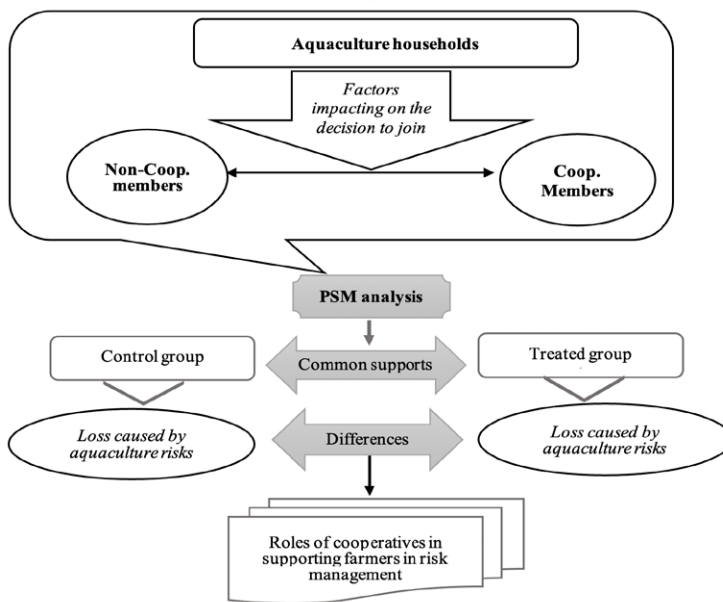 Aquaculture households
Factors
impacting on the
decision to join
Non-Coop.
members
Coop.
Members
PSM analysis
Control group
Common supports
Treated group
Loss caused by
aquaculture risks
Differences
Loss caused by
aquaculture risks
Roles of cooperatives in
supporting farmers in risk
management